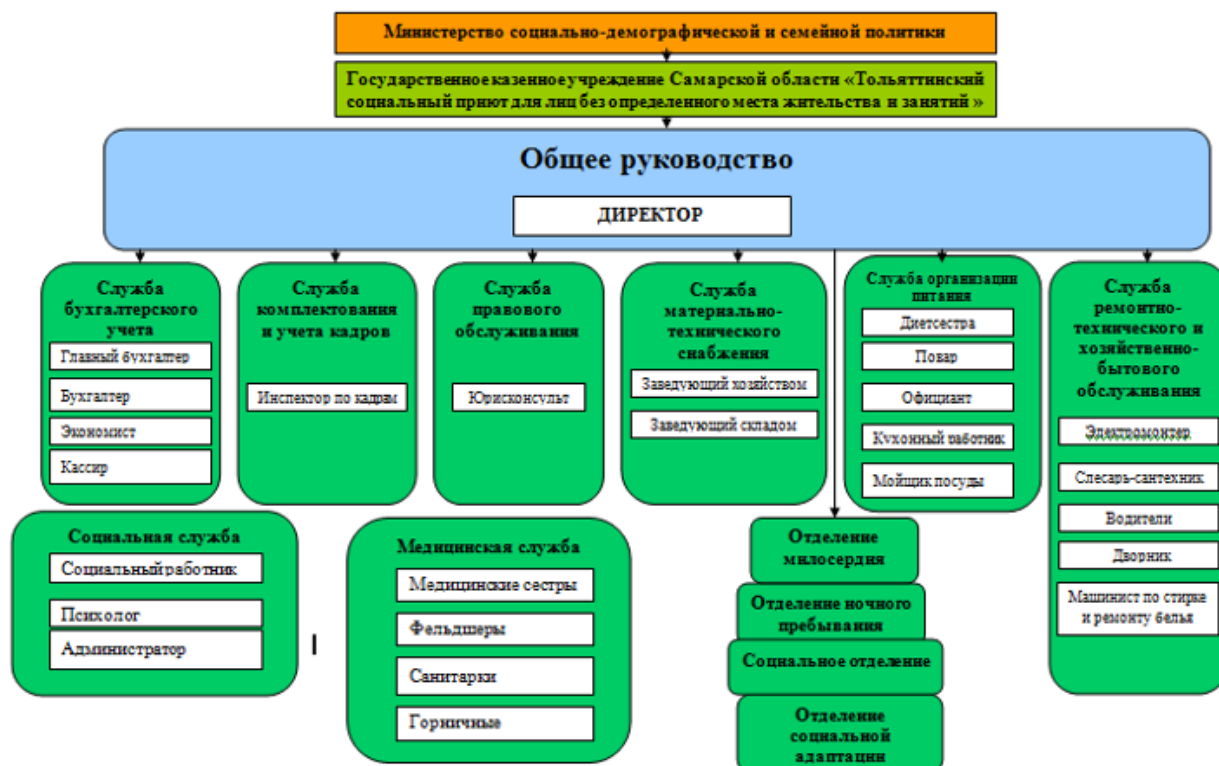 Министерство социально-демографической и семейной политики
Государственное казенное учреждение Самарской области «Тольяттинский
социальный приют для лиц без определенного места жительства и занятий »
Общее руководство
ДИРЕКТОР
Служба
бухгалтерского
учета
Главный бухгалтер
Бухгалтер
Экономист
Кассир
Служба
комплектования
и учета кадров
Инспектор по кадрам
Служба
правового
обслуживания
Юрисконсульт
Служба
материально-
технического
снабжения
Заведующий хозяйством
Заведующий складом
Служба организации
питания
Диетсестра
Повар
Официант
Кухонный работник
Мойщик посуды
Служба
ремонтно-
технического и
хозяйственно-
бытового
обслуживания
Электромонтер
Слесарь-сантехник
Водители
Дворник
Машинист по стирке
и ремонту белья
Социальная служба
Социальный работник
Психолог
Администратор
Медицинская служба
Медицинские сестры
Фельдшеры
Санитарки
Горничные
Отделение
милосердия
Отделение ночного
пребывания
Социальное отделение
Отделение
социальной
адаптации